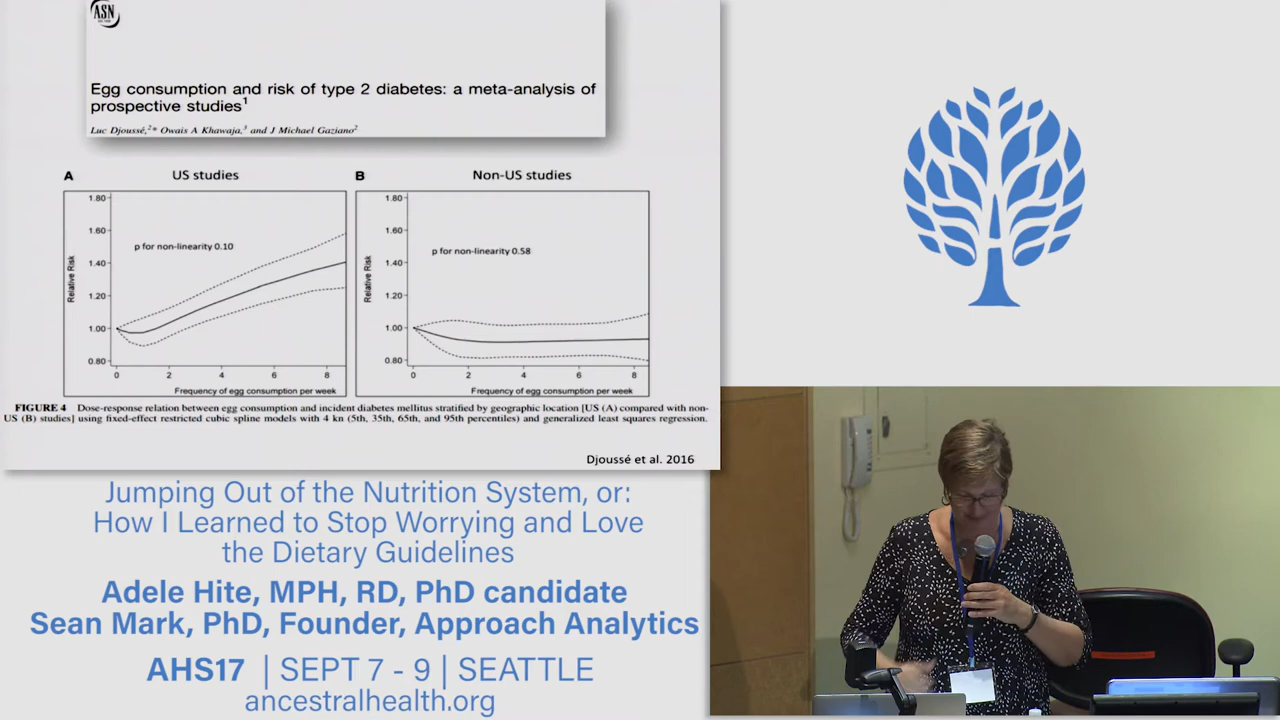 ASN
Egg consumption and risk of type 2 diabetes: a meta-analysis of
prospective studies1
Luc Djoussé,2* Owais A Khawaja,3 and J Michael Gaziano2
A
US studies
1.80
1.60
1.40
1.20
1.00
0.80
Relative Risk
p for non-linearity 0.10
0 2 4 6 8
Frequency of egg consumption per week
B
Non-US studies
1.80
1.60
1.40
1.20
1.00
0.80
Relative Risk
p for non-linearity 0.58
0 2 4 6 8
Frequency of egg consumption per week
FIGURE 4 Dose-response relation between egg consumption and incident diabetes mellitus stratified by geographic location [US (A) compared with non-
US (B) studies] using fixed-effect restricted cubic spline models with 4 kn (5th, 35th, 65th, and 95th percentiles) and generalized least squares regression.
Djoussé et al. 2016
Jumping Out of the Nutrition System, or:
How I Learned to Stop Worrying and Love
the Dietary Guidelines
Adele Hite, MPH, RD, PhD candidate
Sean Mark, PhD, Founder, Approach Analytics
AHS17 | SEPT 7 - 9 | SEATTLE
ancestralhealth.org